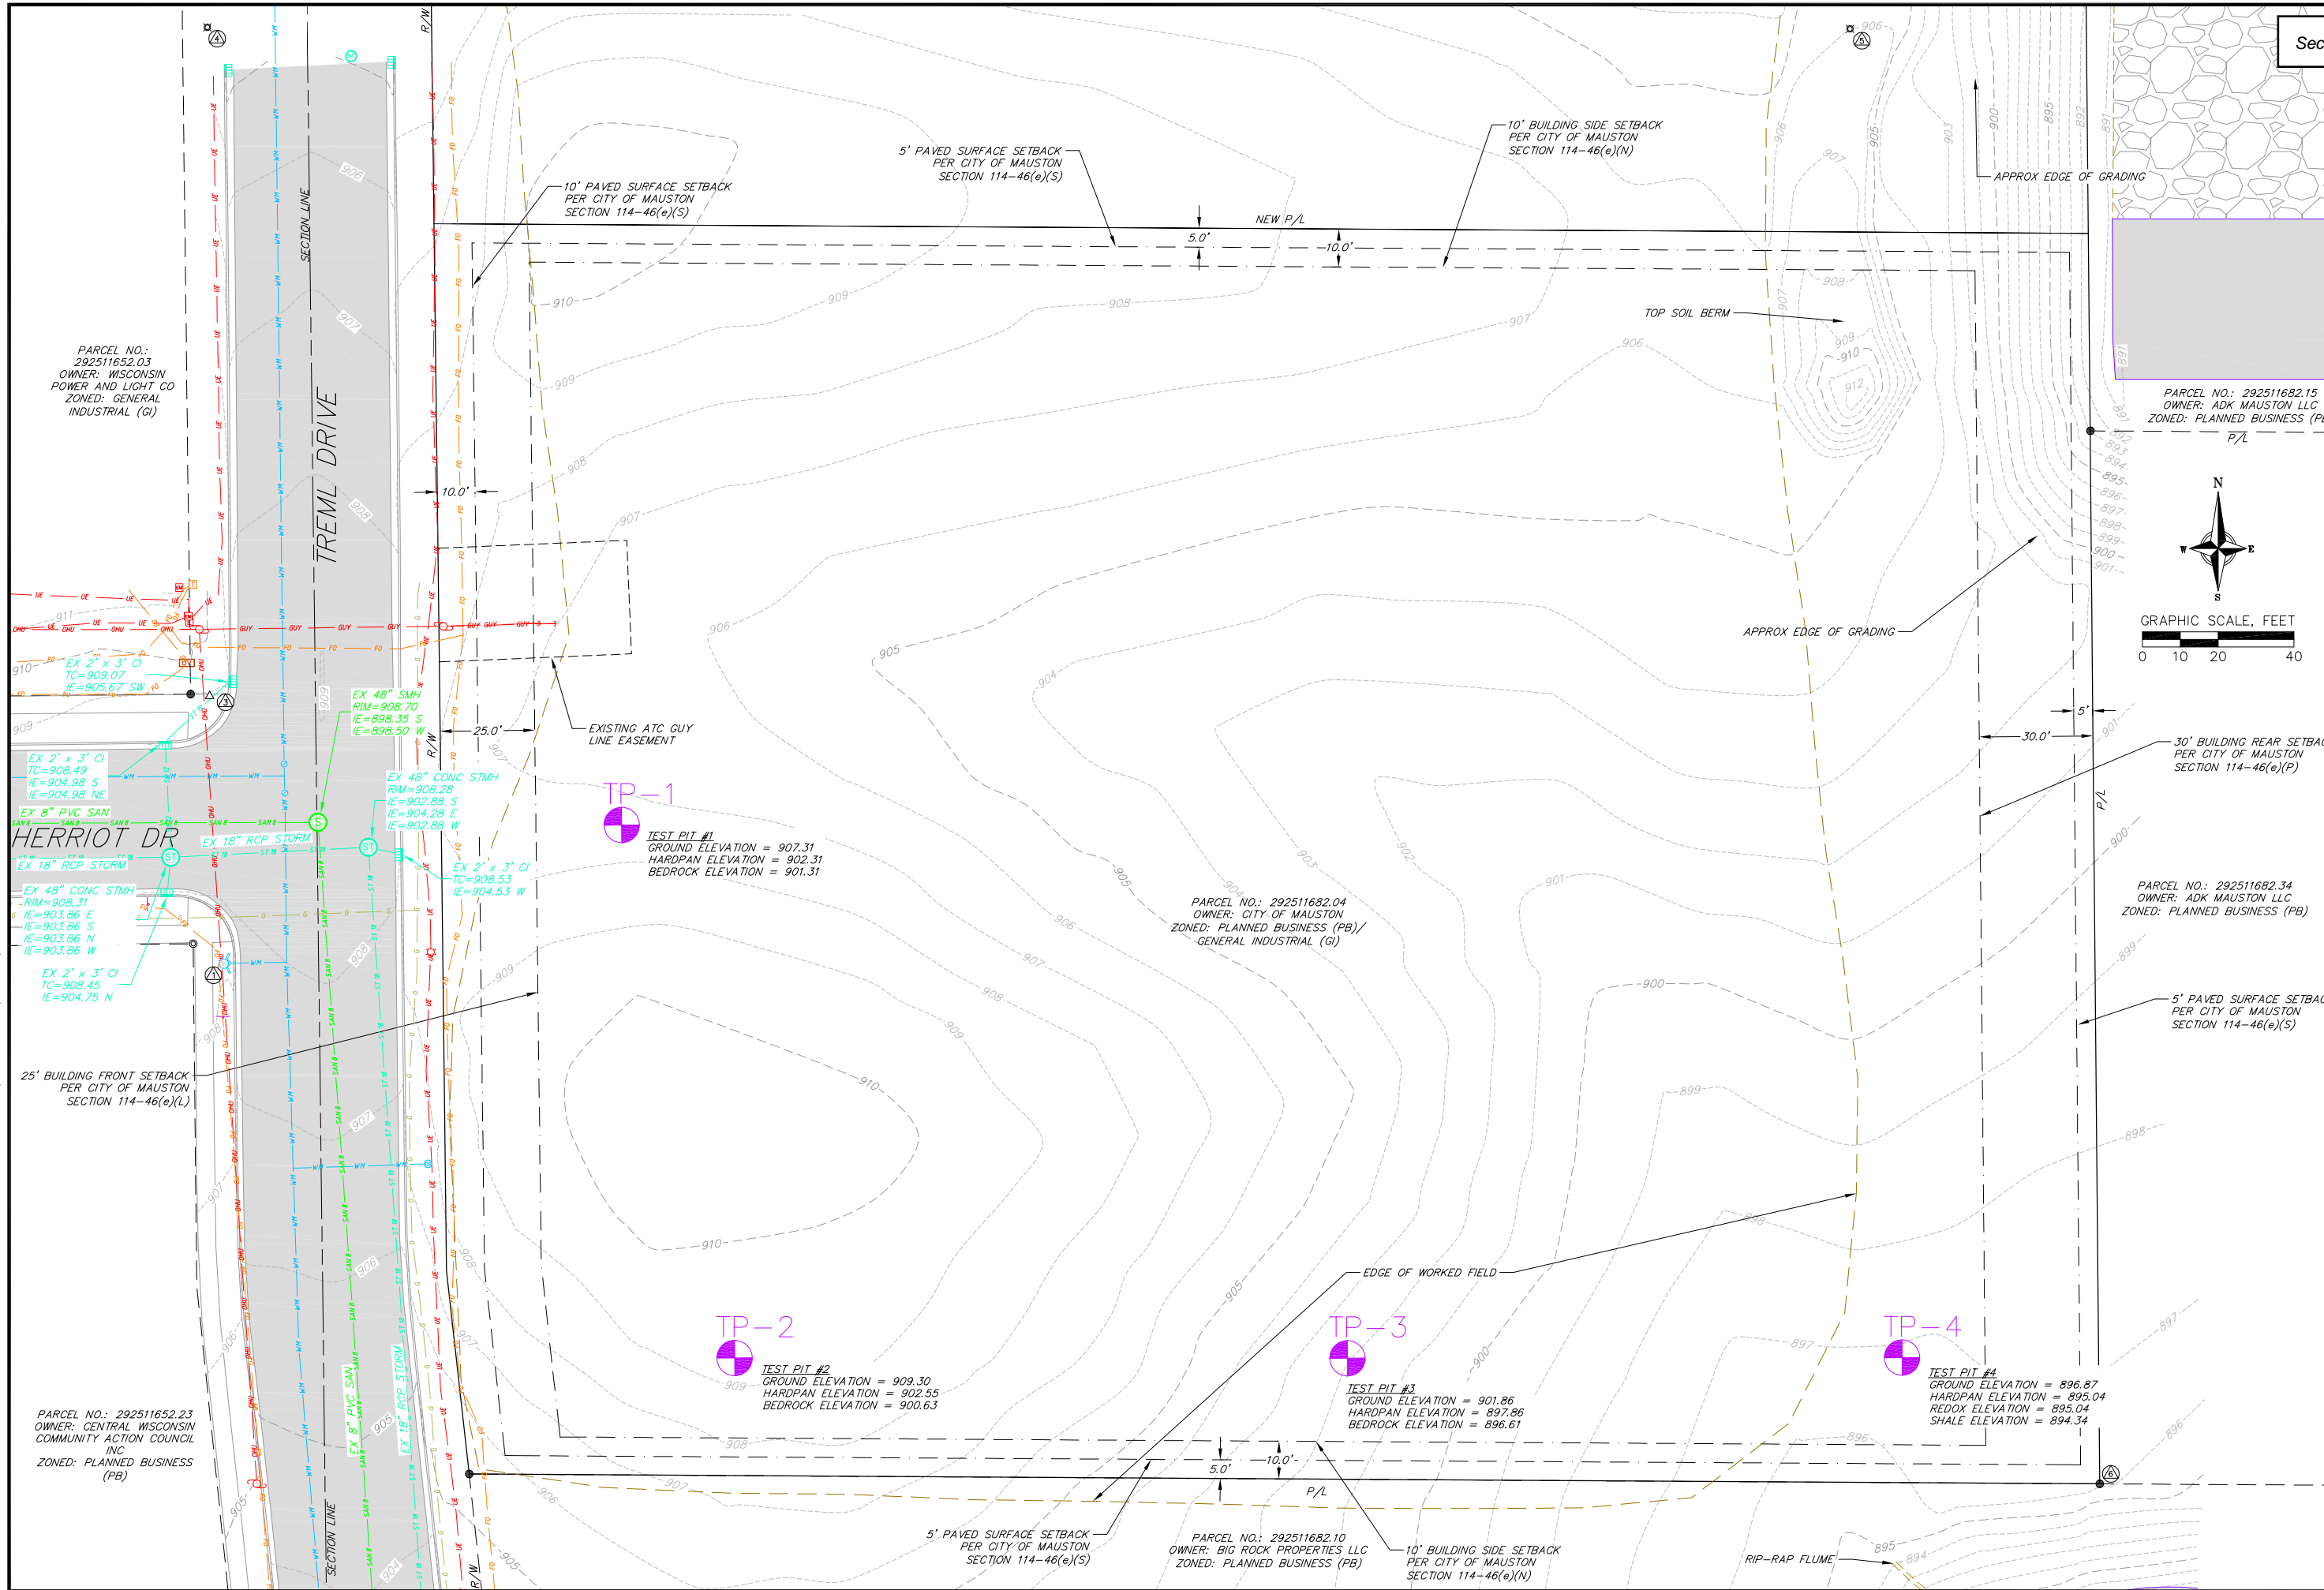 Sec
R/W
NEW P/L
5.0'
10.0'
5' PAVED SURFACE SETBACK
PER CITY OF MAUSTON
SECTION 114-46(e)(S)
10' BUILDING SIDE SETBACK
PER CITY OF MAUSTON
SECTION 114-46(e)(N)
10' PAVED SURFACE SETBACK
PER CITY OF MAUSTON
SECTION 114-46(e)(S)
APPROX EDGE OF GRADING
TOP SOIL BERM
SECTION LINE
TREML DRIVE
PARCEL NO.:
292511652.03
OWNER: WISCONSIN
POWER AND LIGHT CO
ZONED: GENERAL
INDUSTRIAL (GI)
PARCEL NO.: 292511682.15
OWNER: ADK MAUSTON LLC
ZONED: PLANNED BUSINESS
P/L
N
W
E
S
GRAPHIC SCALE, FEET
0 10 20 40
APPROX EDGE OF GRADING
10.0'
EX 2' x 3' CI
TC=909.07
IE=905.67 SW
EX 48" SMH
RIM=908.70
IE=898.35 S
IE=898.50 W
R/W
25.0'
EXISTING ATC GUY
LINE EASEMENT
5'
30.0'
30' BUILDING REAR SETBA
PER CITY OF MAUSTON
SECTION 114-46(e)(P)
P/L
EX 2' x 3' CI
TC=908.49
IE=904.98 S
IE=904.98 NE
EX 48" CONC STMH
RIM=908.28
IE=902.88 S
IE=904.28 E
IE=902.88 W
EX 8" PVC SAN
HERRIOT DR
EX 18" RCP STORM
EX 18" RCP STORM
TP-1
TEST PIT #1
GROUND ELEVATION = 907.31
HARDPAN ELEVATION = 902.31
BEDROCK ELEVATION = 901.31
EX 2' x 3' CI
TC=908.53
IE=904.53 W
EX 48" CONC STMH
RIM=908.31
IE=903.86 E
IE=903.86 S
IE=903.86 N
IE=903.86 W
EX 2' x 3' CI
TC=908.45
IE=904.75 N
PARCEL NO.: 292511682.04
OWNER: CITY OF MAUSTON
ZONED: PLANNED BUSINESS (PB)/
GENERAL INDUSTRIAL (GI)
PARCEL NO.: 292511682.34
OWNER: ADK MAUSTON LLC
ZONED: PLANNED BUSINESS (PB)
5' PAVED SURFACE SETBA
PER CITY OF MAUSTON
SECTION 114-46(e)(S)
25' BUILDING FRONT SETBACK
PER CITY OF MAUSTON
SECTION 114-46(e)(L)
EDGE OF WORKED FIELD
TP-2
TEST PIT #2
GROUND ELEVATION = 909.30
HARDPAN ELEVATION = 902.55
BEDROCK ELEVATION = 900.63
TP-3
TEST PIT #3
GROUND ELEVATION = 901.86
HARDPAN ELEVATION = 897.86
BEDROCK ELEVATION = 896.61
TP-4
TEST PIT #4
GROUND ELEVATION = 896.87
HARDPAN ELEVATION = 895.04
REDOX ELEVATION = 895.04
SHALE ELEVATION = 894.34
PARCEL NO.: 292511652.23
OWNER: CENTRAL WISCONSIN
COMMUNITY ACTION COUNCIL
INC
ZONED: PLANNED BUSINESS
(PB)
EX 8" PVC SAN
EX 18" RCP STORM
SECTION LINE
R/W
5.0'
10.0'
P/L
5' PAVED SURFACE SETBACK
PER CITY OF MAUSTON
SECTION 114-46(e)(S)
PARCEL NO.: 292511682.10
OWNER: BIG ROCK PROPERTIES LLC
ZONED: PLANNED BUSINESS (PB)
10' BUILDING SIDE SETBACK
PER CITY OF MAUSTON
SECTION 114-46(e)(N)
RIP-RAP FLUME